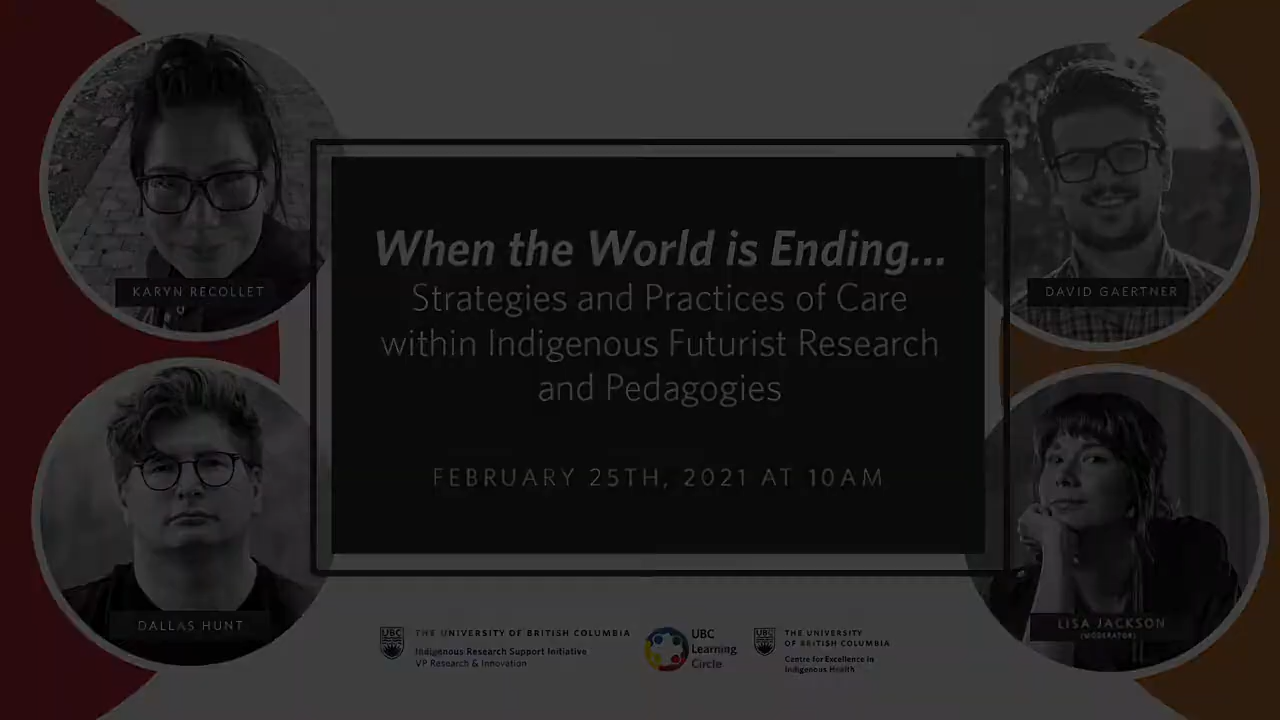 KARYN RECOLLET
DAVID GAERTNER
When the World is Ending...
Strategies and Practices of Care
within Indigenous Futurist Research
and Pedagogies
FEBRUARY 25TH, 2021 AT 10AM
DALLAS HUNT
LISA JACKSON
(MODERATOR)
UBC
THE UNIVERSITY OF BRITISH COLUMBIA
Indigenous Research Support Initiative
VP Research & Innovation
UBC
Learning
Circle
UBC
THE UNIVERSITY
OF BRITISH COLUMBIA
Centre for Excellence in
Indigenous Health